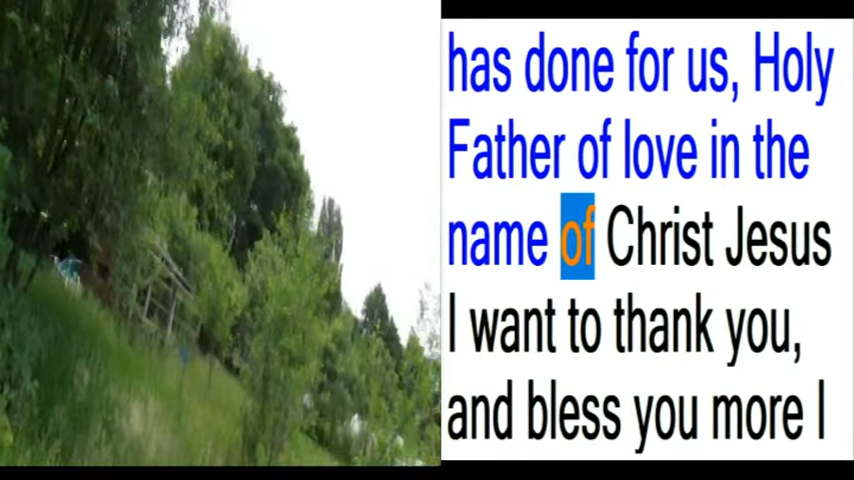 has done for us, Holy
Father of love in the
name of Christ Jesus
I want to thank you,
and bless you more I